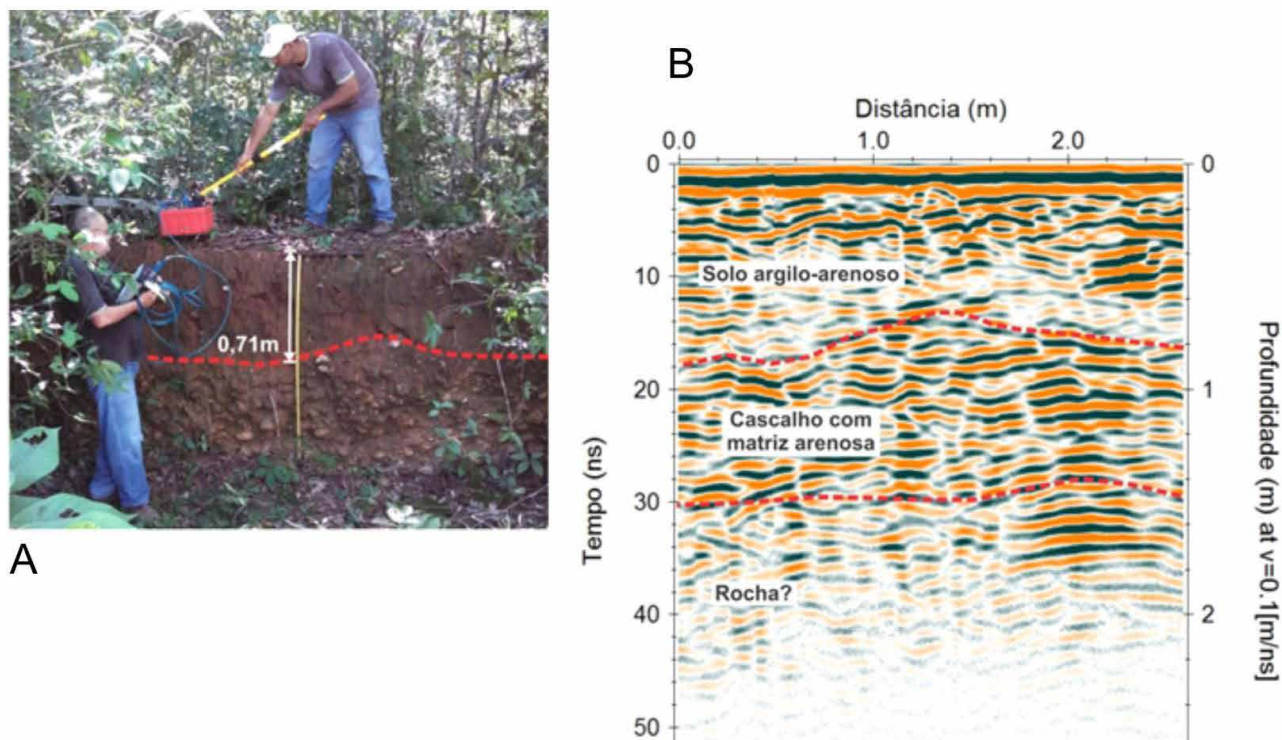 0,71m
A
B
Distância (m)
0.0 1.0 2.0
0 0
10
20 1
30
40 2
50
Solo argilo-arenoso
Cascalho com
matriz arenosa
Rocha?
Tempo (ns)
Profundidade (m) at v=0.1[m/ns]